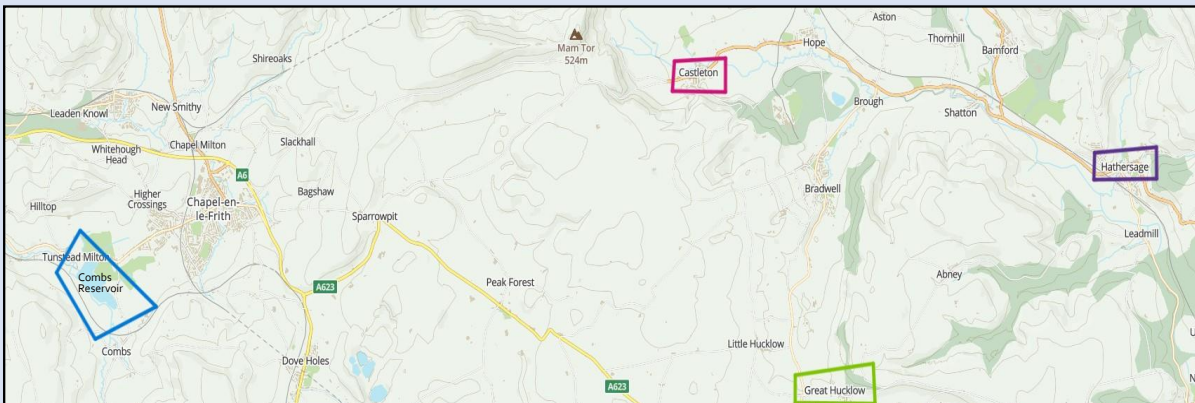 Aston
Hope
Thornhill
Bamford
Mam Tor
524m
Shireoaks
Castleton
Leaden Knowl
New Smithy
Brough
Shatton
Chapel Milton
Slackhall
Whitehough
Head
Hathersage
A6
Higher
Crossings
Bagshaw
Bradwell
Hilltop
Chapel-en-
le-Frith
Sparrowpit
Leadmill
Tunstead Milton
Combs
Reservoir
Abney
Peak Forest
A623
Little Hucklow
Combs
Dove Holes
A623
Great Hucklow